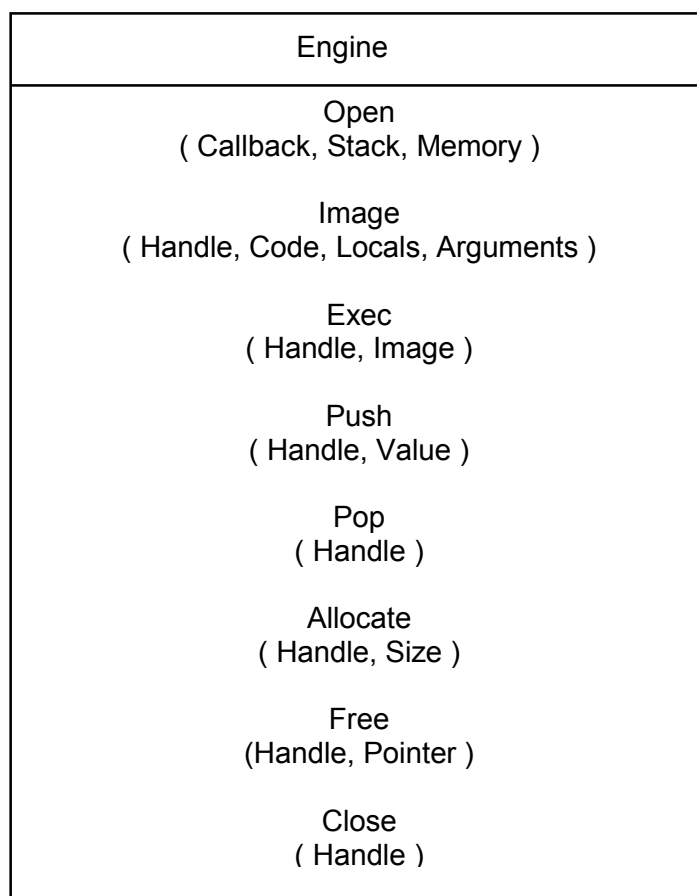 Engine
Open
( Callback, Stack, Memory )
Image
( Handle, Code, Locals, Arguments )
Exec
( Handle, Image )
Push
( Handle, Value )
Pop
( Handle )
Allocate
( Handle, Size )
Free
(Handle, Pointer )
Close
( Handle )